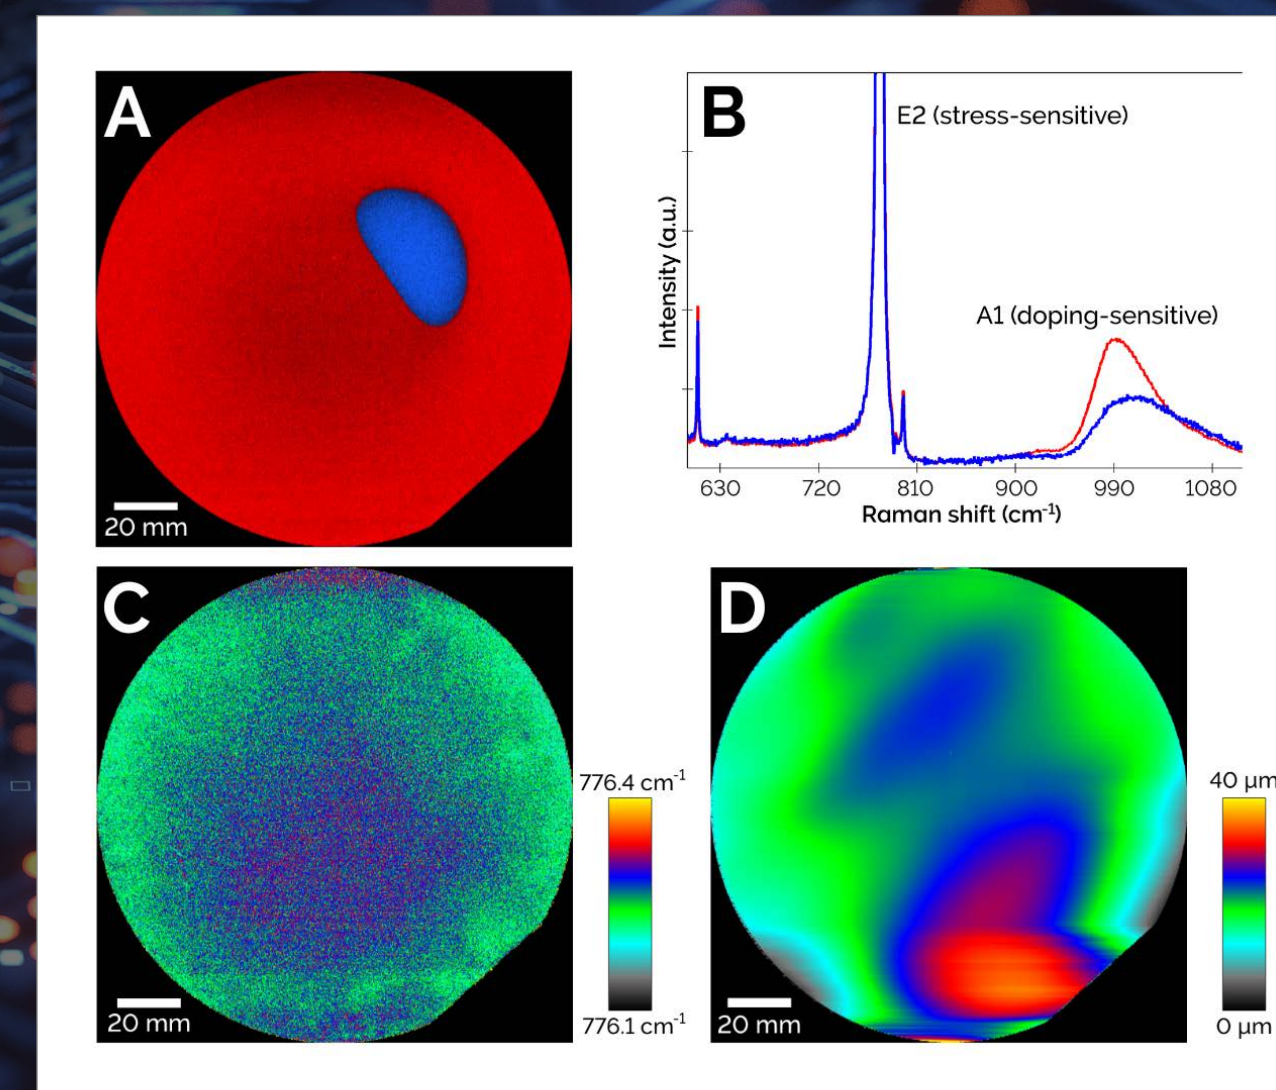 A
20 mm
B
E2 (stress-sensitive)
A1 (doping-sensitive)
Intensity (a.u.)
630 720 810 900 990 1080
Raman shift (cm⁻¹)
C
20 mm
776.4 cm⁻¹
776.1 cm⁻¹
D
20 mm
40 µm
0 µm